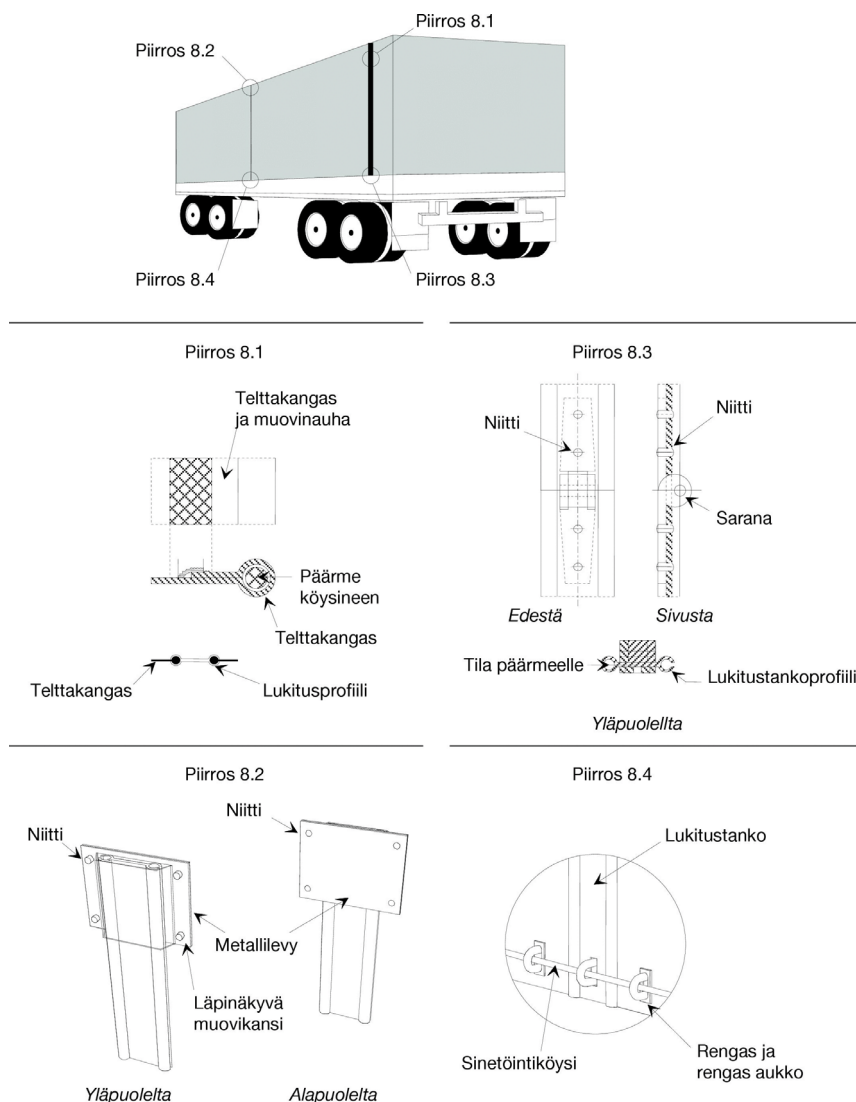 Piirros 8.1
Piirros 8.2
Piirros 8.4
Piirros 8.3
Piirros 8.1
Telttakangas
ja muovinauha
Päärme
köysineen
Telttakangas
Telttakangas
Lukitusprofiili
Piirros 8.3
Niitti
Niitti
Sarana
Edestä
Sivusta
Tila päärmeelle
Lukitustankoprofiili
Yläpuolellta
Piirros 8.2
Niitti
Niitti
Metallilevy
Läpinäkyvä
muovikansi
Yläpuolelta
Alapuolelta
Piirros 8.4
Lukitustanko
Sinetöintiköysi
Rengas ja
rengas aukko